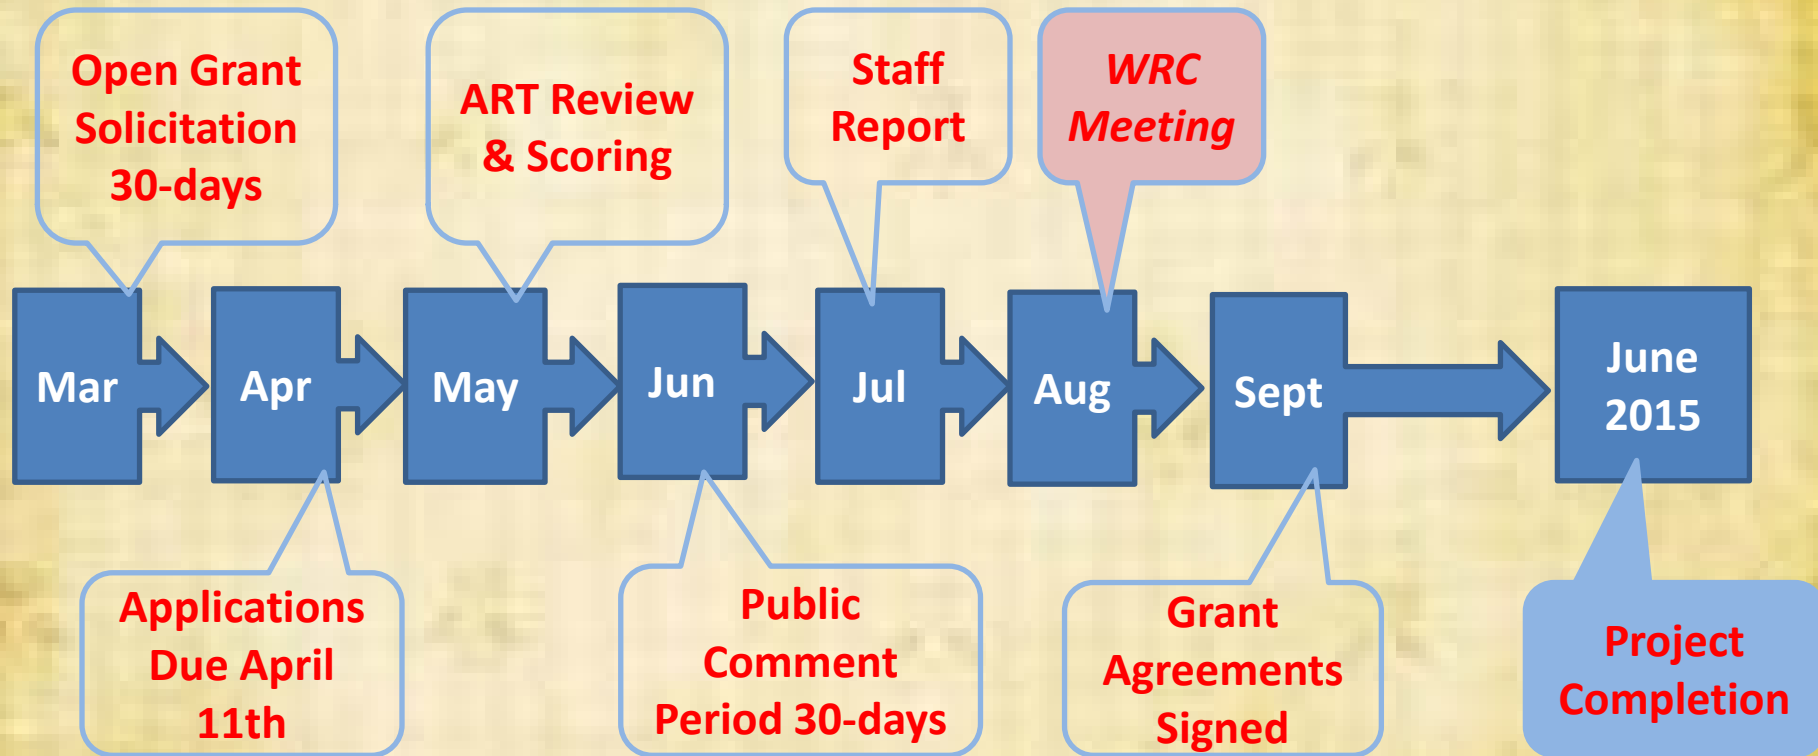 Open Grant
Solicitation
30-days
ART Review
& Scoring
Staff
Report
WRC
Meeting
Mar
Apr
May
Jun
Jul
Aug
Sept
June
2015
Applications
Due April
11th
Public
Comment
Period 30-days
Grant
Agreements
Signed
Project
Completion